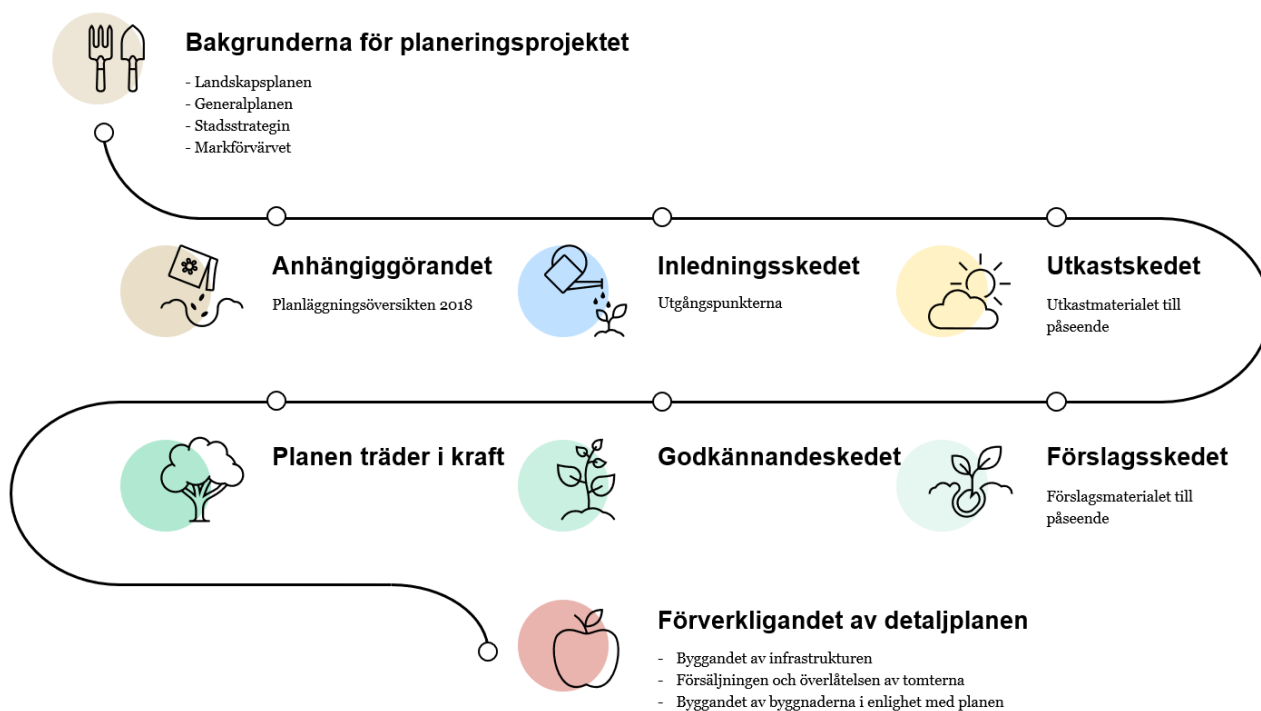 Bakgrunderna för planeringsprojektet
- Landskapsplanen
- Generalplanen
- Stadsstrategin
- Markförvärvet
Anhängiggörandet
Planläggningsöversikten 2018
Inledningsskedet
Utgångspunkterna
Utkastskedet
Utkastmaterialet till
påseende
Förslagsskedet
Förslagsmaterialet till
påseende
Godkännandeskedet
Planen träder i kraft
Förverkligandet av detaljplanen
- Byggandet av infrastrukturen
- Försäljningen och överlåtelsen av tomterna
- Byggandet av byggnaderna i enlighet med planen